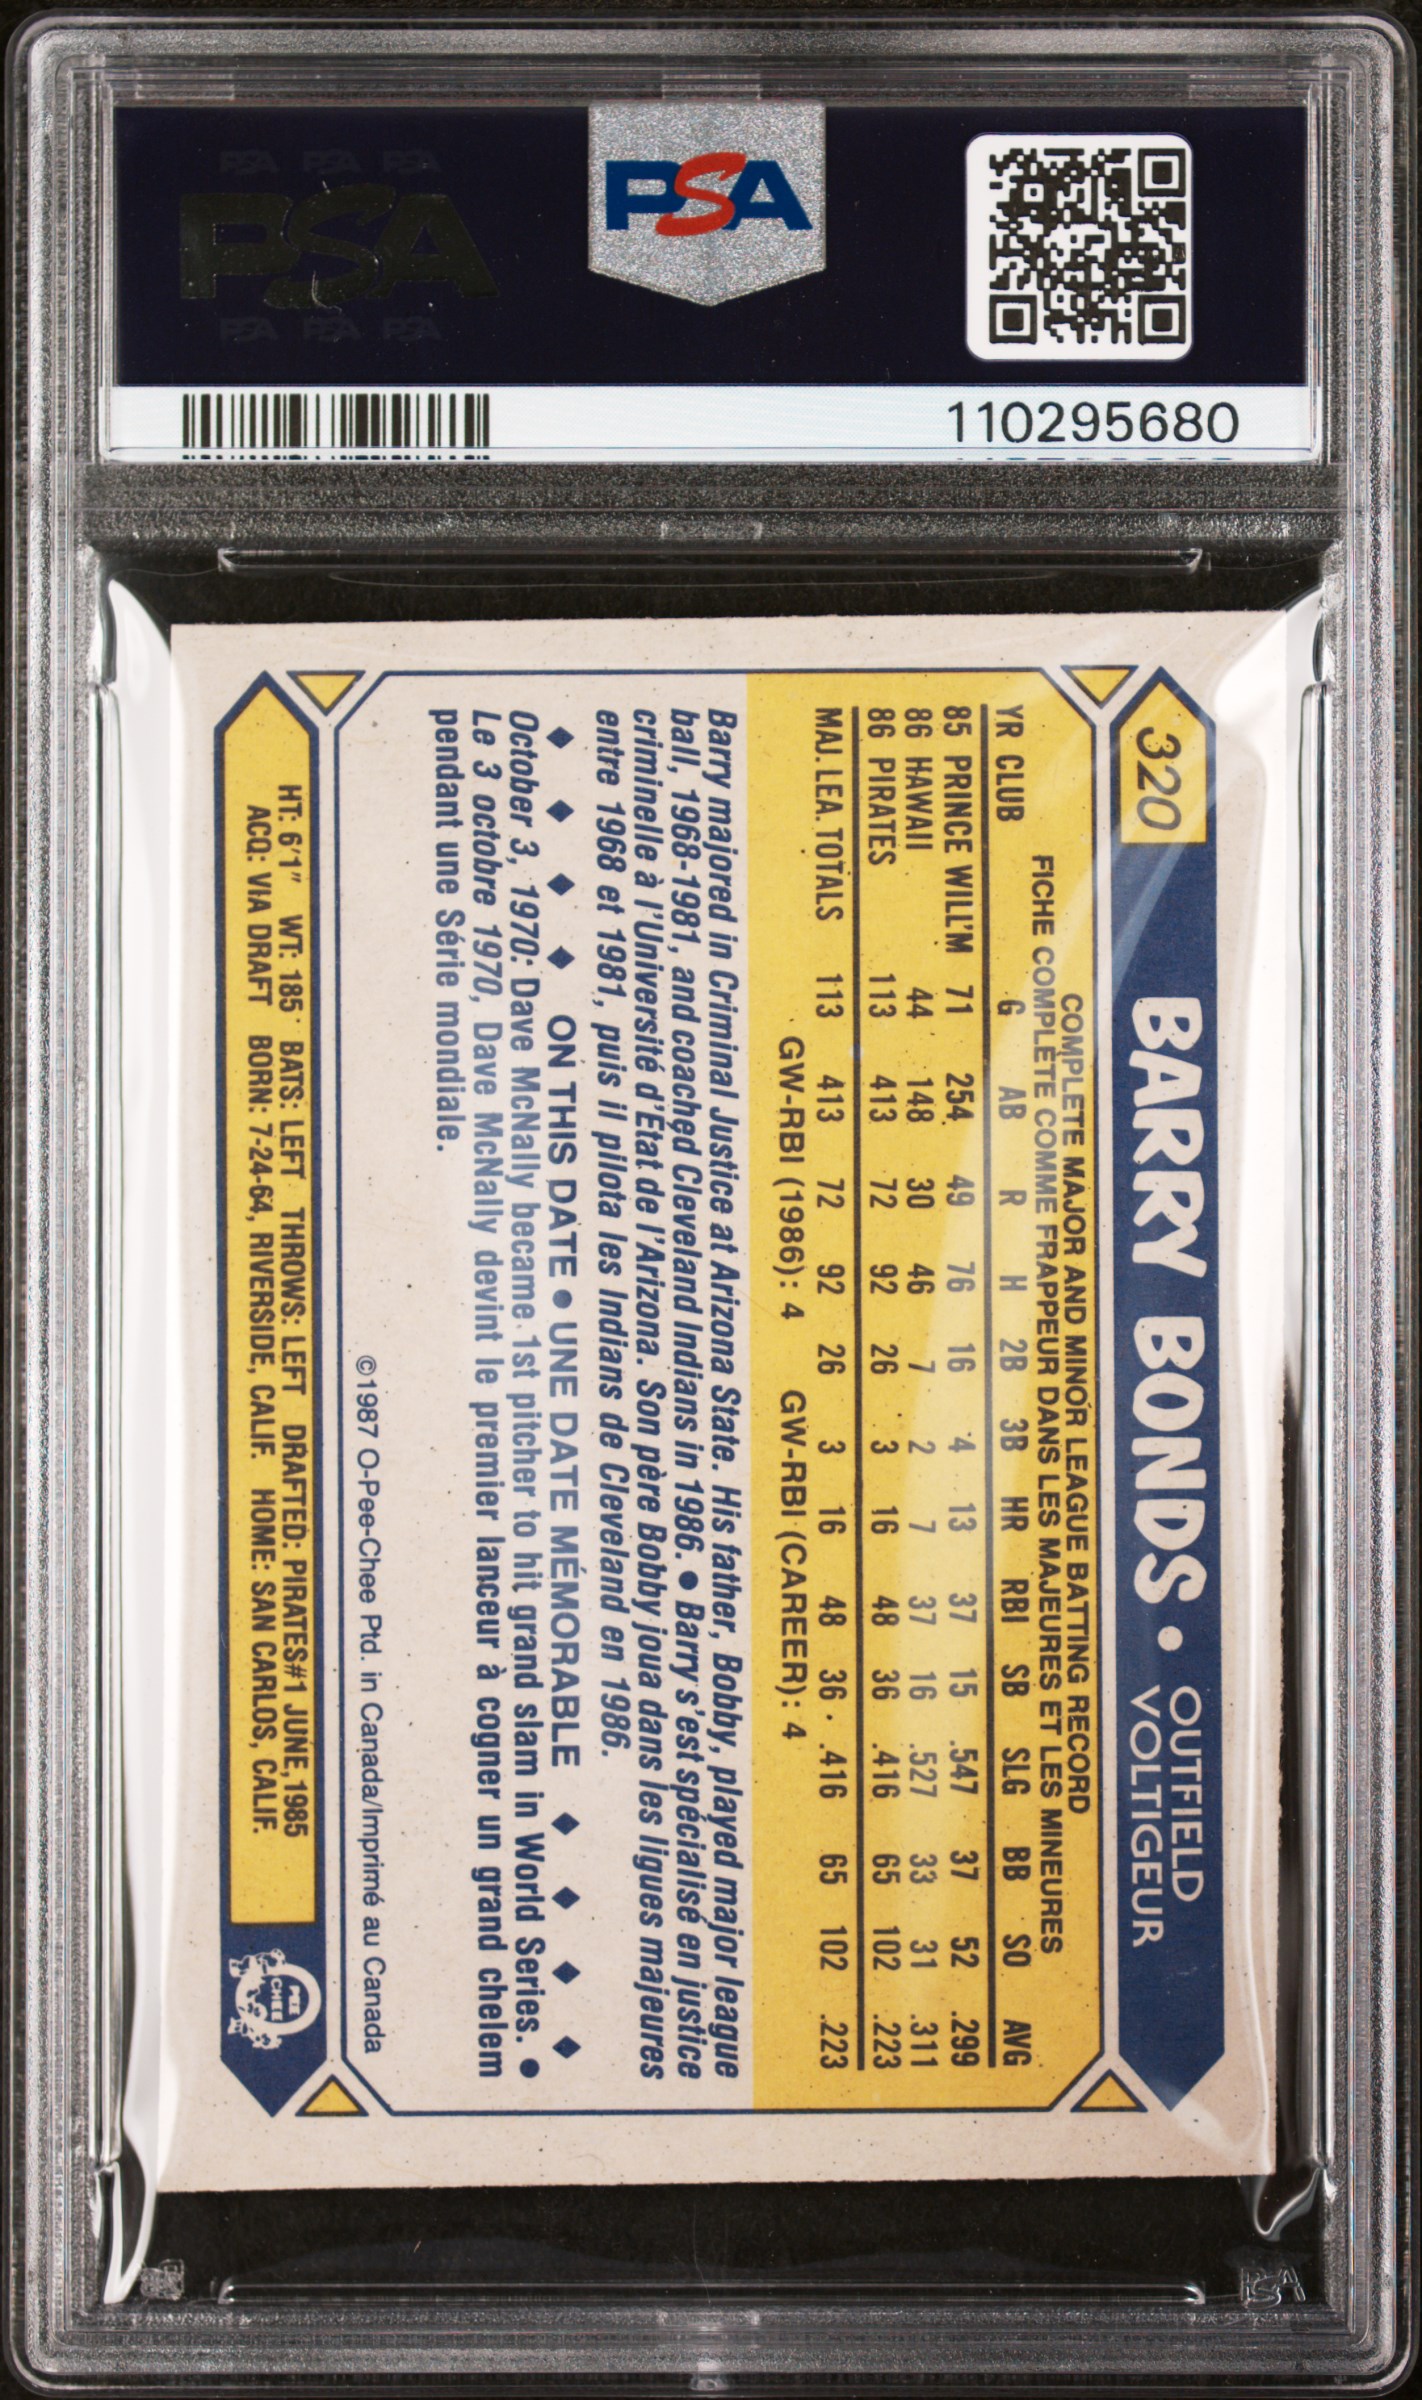 PSA PSA PSA
PSA
PSA PSA PSA
PSA
110295680
320
BARRY BONDS • OUTFIELD
VOLTIGEUR
COMPLETE MAJOR AND MINOR LEAGUE BATTING RECORD
FICHE COMPLÈTE COMME FRAPPEUR DANS LES MAJEURES ET LES MINEURES
YR CLUB G AB R H 2B 3B HR RBI SB SLG BB SO AVG
85 PRINCE WILL'M 71 254 49 76 16 4 13 37 15 .547 37 52 .299
86 HAWAII 44 148 30 46 7 2 7 37 16 .527 33 31 .311
86 PIRATES 113 413 72 92 26 3 16 48 36 .416 65 102 .223
MAJ. LEA. TOTALS 113 413 72 92 26 3 16 48 36 .416 65 102 .223
GW-RBI (1986): 4 GW-RBI (CAREER): 4
Barry majored in Criminal Justice at Arizona State. His father, Bobby, played major league
ball, 1968-1981, and coached Cleveland Indians in 1986. • Barry s'est spécialisé en justice
criminelle à l'Université d'Etat de l'Arizona. Son père Bobby joua dans les ligues majeures
entre 1968 et 1981, puis il pilota les Indians de Cleveland en 1986.
◆ ◆ ◆ ◆ ON THIS DATE • UNE DATE MÉMORABLE ◆ ◆ ◆ ◆
October 3, 1970: Dave McNally became 1st pitcher to hit grand slam in World Series. •
Le 3 octobre 1970, Dave McNally devint le premier lanceur à cogner un grand chelem
pendant une Série mondiale.
©1987 O-Pee-Chee Ptd. in Canada/Imprimé au Canada
HT: 6'1" WT: 185 BATS: LEFT THROWS: LEFT DRAFTED: PIRATES#1 JUNE, 1985
ACQ: VIA DRAFT BORN: 7-24-64, RIVERSIDE, CALIF. HOME: SAN CARLOS, CALIF.
O
PEE
CHEE
PSA